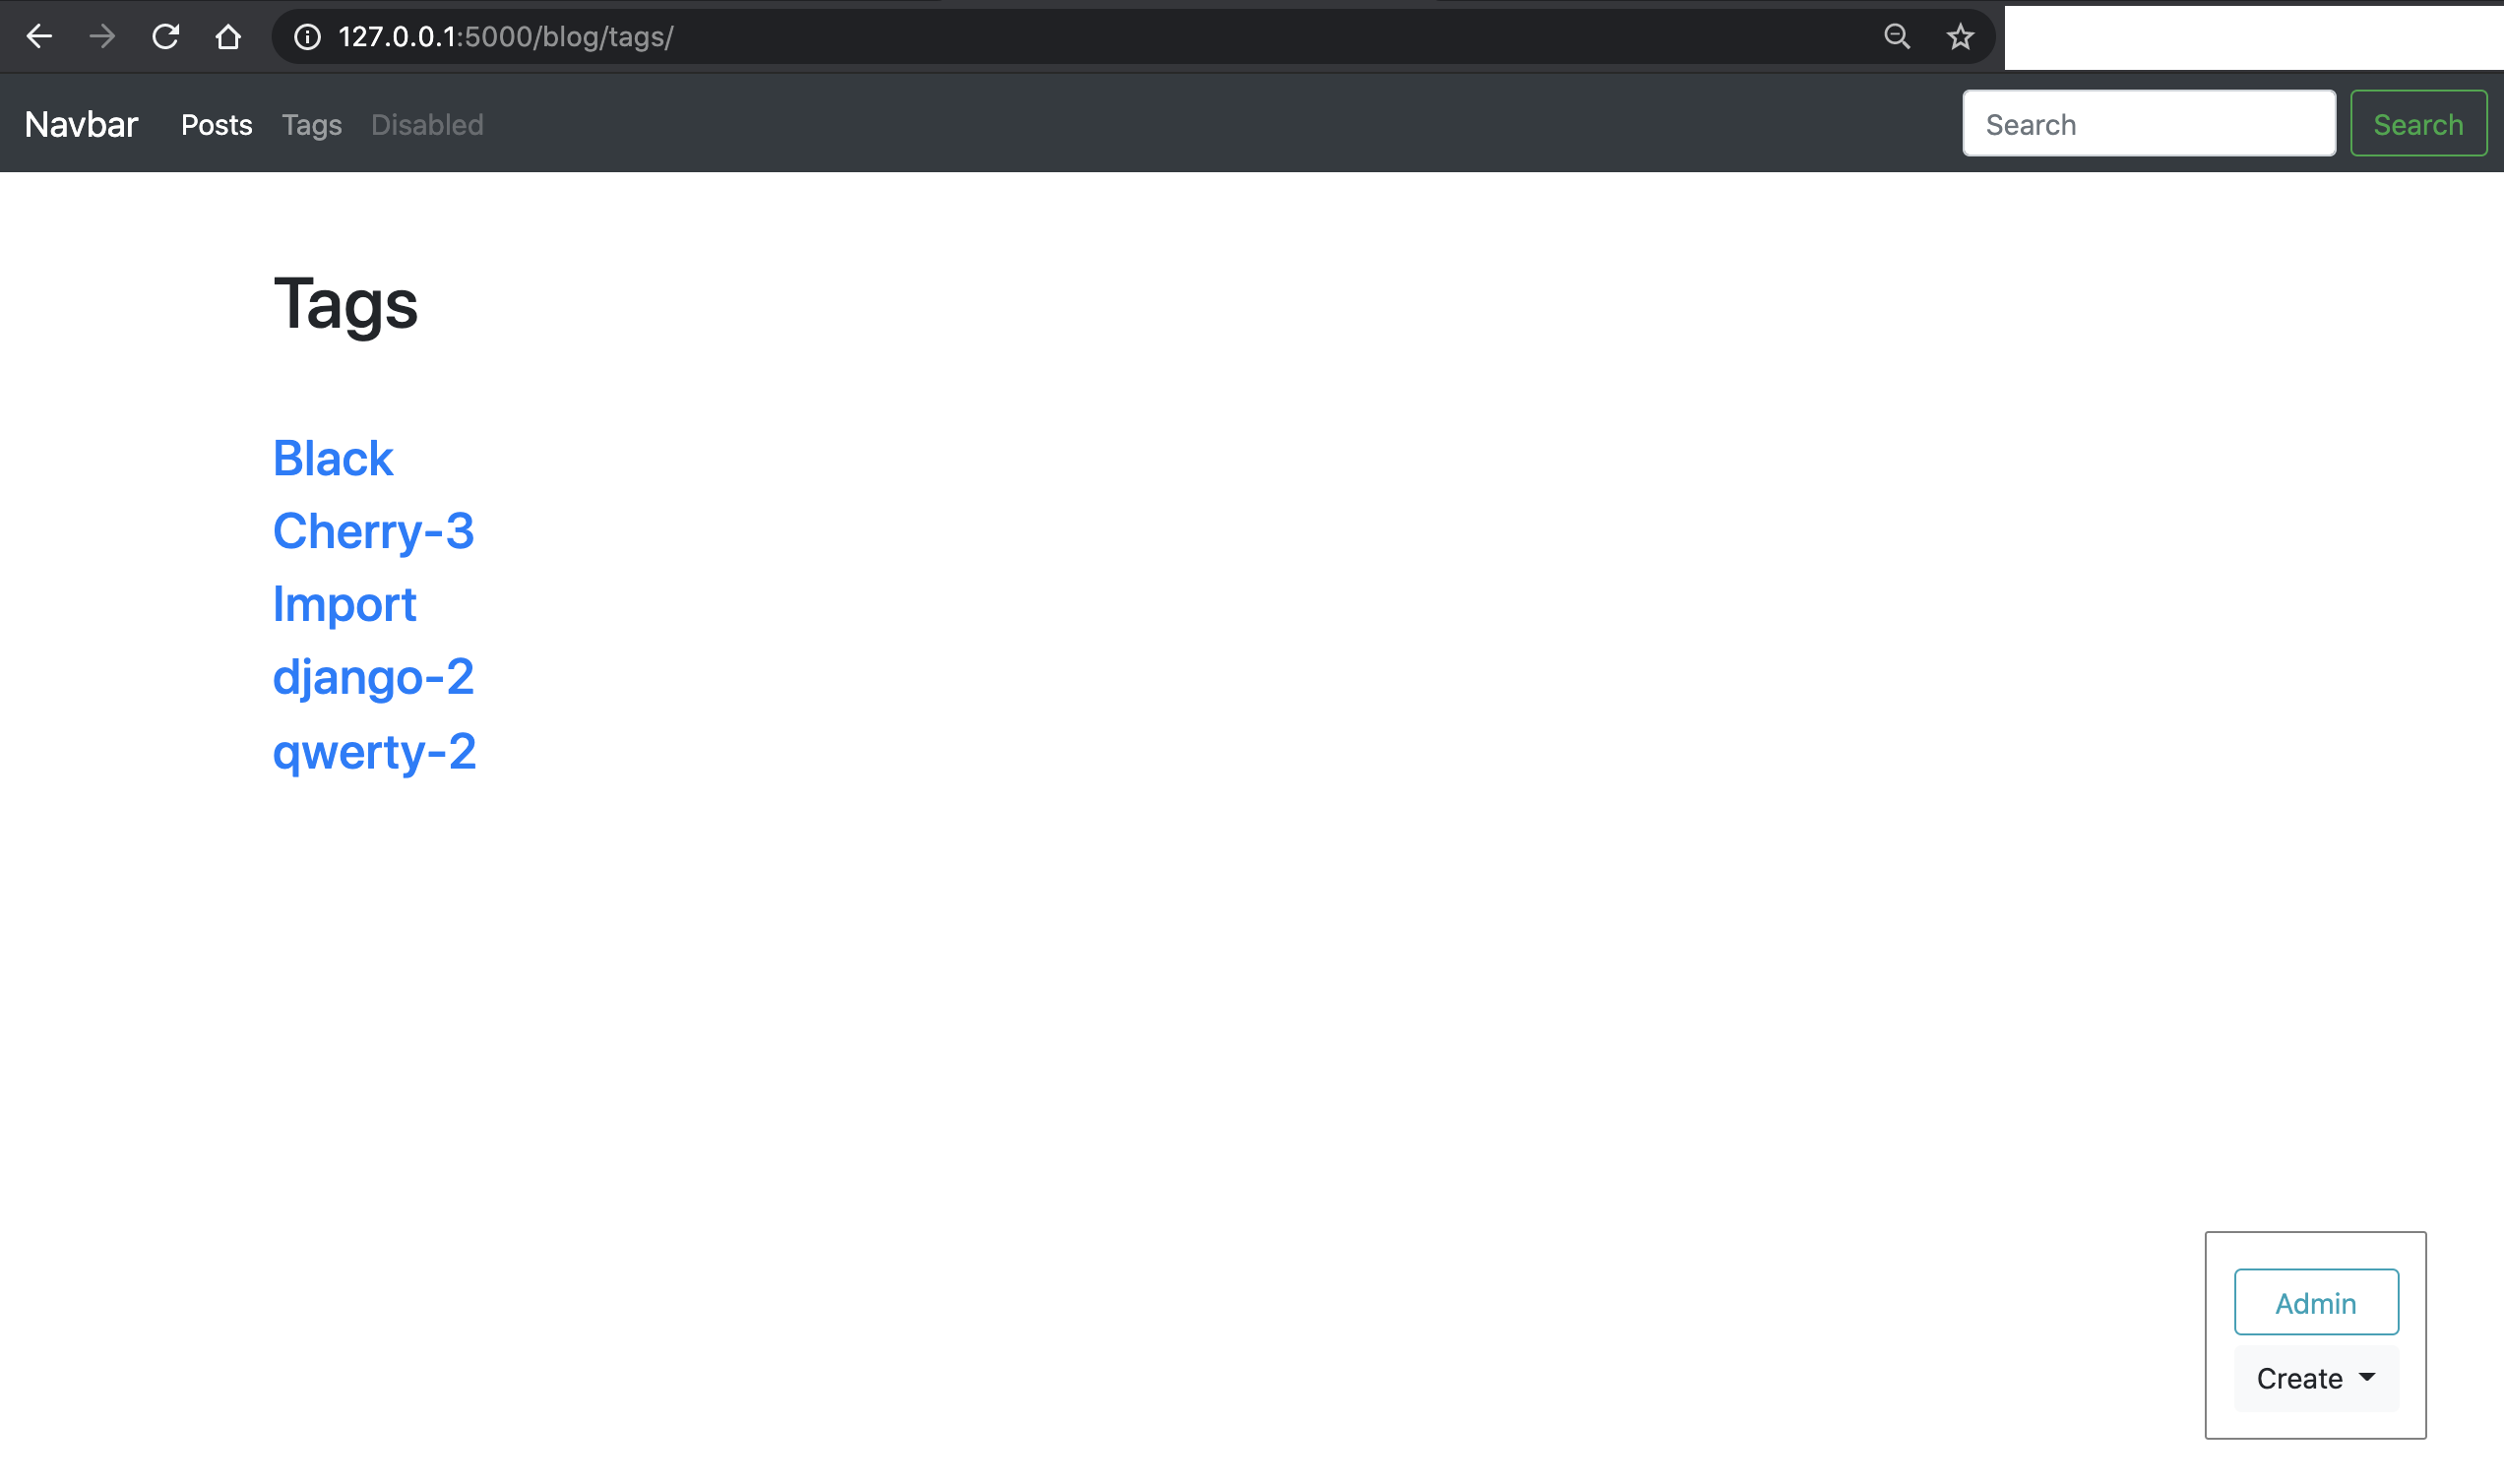 127.0.0.1:5000/blog/tags/
Navbar Posts Tags Disabled Search Search
Tags
Black
Cherry-3
Import
django-2
qwerty-2
Admin
Create